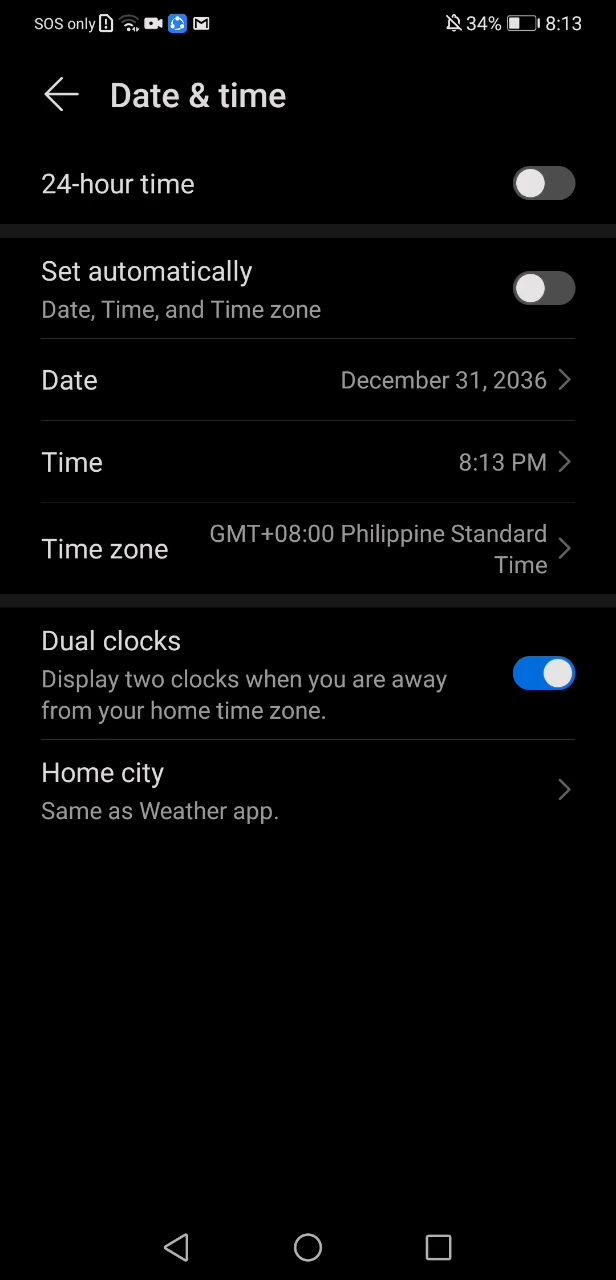 SOS only 34% 8:13
Date & time
24-hour time
Set automatically
Date, Time, and Time zone
Date December 31, 2036
Time 8:13 PM
Time zone GMT+08:00 Philippine Standard
Time
Dual clocks
Display two clocks when you are away
from your home time zone.
Home city
Same as Weather app.